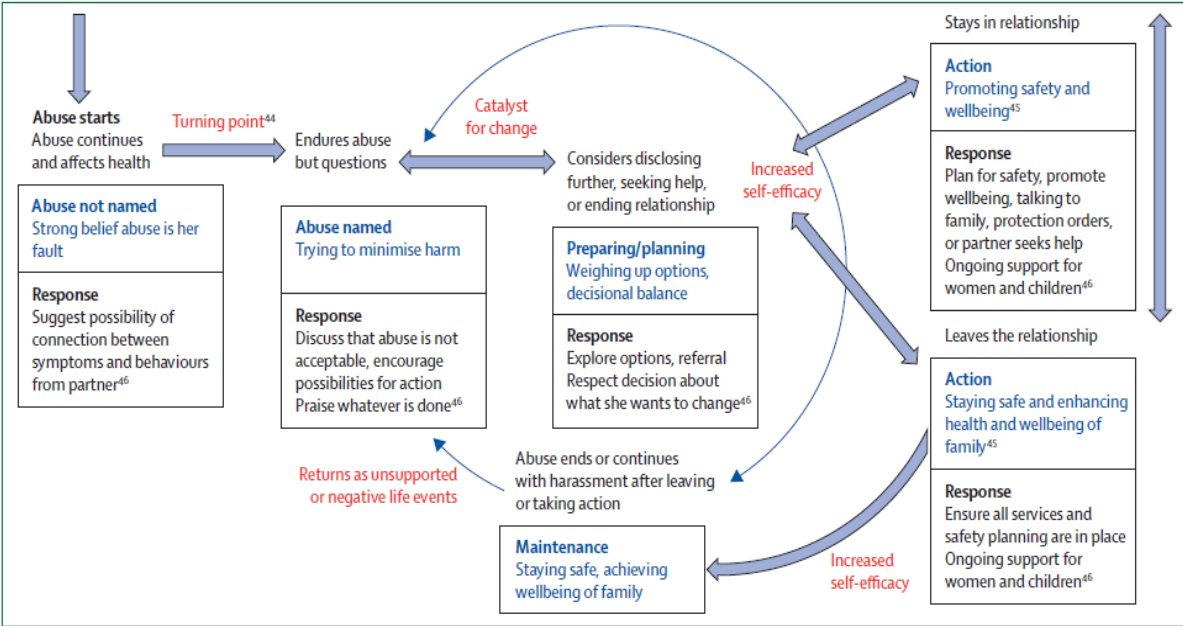 Abuse starts
Abuse continues
and affects health
Abuse not named
Strong belief abuse is her
fault
Response
Suggest possibility of
connection between
symptoms and behaviours
from partner⁴⁶
Turning point⁴⁴
Endures abuse
but questions
Abuse named
Trying to minimise harm
Response
Discuss that abuse is not
acceptable, encourage
possibilities for action
Praise whatever is done⁴⁶
Catalyst
for change
Considers disclosing
further, seeking help,
or ending relationship
Preparing/planning
Weighing up options,
decisional balance
Response
Explore options, referral
Respect decision about
what she wants to change⁴⁶
Increased
self-efficacy
Stays in relationship
Action
Promoting safety and
wellbeing⁴⁵
Response
Plan for safety, promote
wellbeing, talking to
family, protection orders,
or partner seeks help
Ongoing support for
women and children⁴⁶
Leaves the relationship
Action
Staying safe and enhancing
health and wellbeing of
family⁴⁵
Response
Ensure all services and
safety planning are in place
Ongoing support for
women and children⁴⁶
Increased
self-efficacy
Abuse ends or continues
with harassment after leaving
or taking action
Maintenance
Staying safe, achieving
wellbeing of family
Returns as unsupported
or negative life events